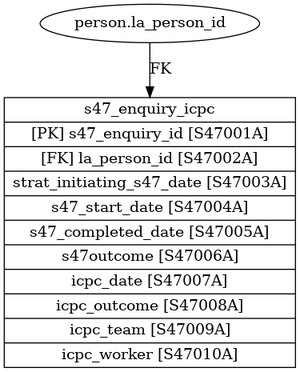 person.la_person_id
FK
s47_enquiry_icpc
[PK] s47_enquiry_id [S47001A]
[FK] la_person_id [S47002A]
strat_initiating_s47_date [S47003A]
s47_start_date [S47004A]
s47_completed_date [S47005A]
s47outcome [S47006A]
icpc_date [S47007A]
icpc_outcome [S47008A]
icpc_team [S47009A]
icpc_worker [S47010A]